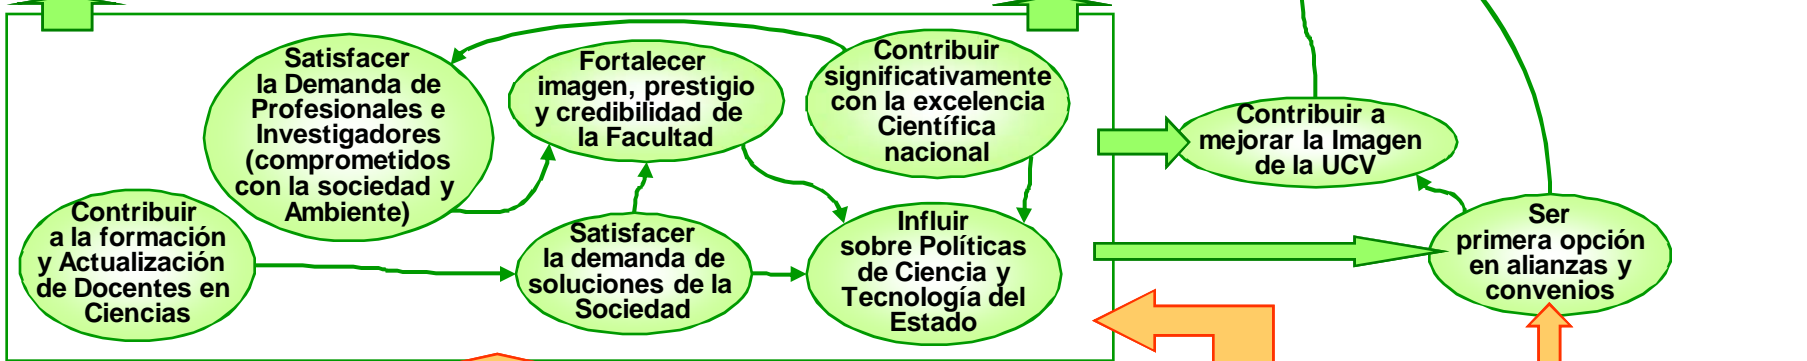 Satisfacer
la Demanda de
Profesionales e
Investigadores
(comprometidos
con la sociedad y
Ambiente)
Fortalecer
imagen, prestigio
y credibilidad de
la Facultad
Contribuir
significativamente
con la excelencia
Científica
nacional
Contribuir a
mejorar la Imagen
de la UCV
Contribuir
a la formación
y Actualización
de Docentes en
Ciencias
Satisfacer
la demanda de
soluciones de la
Sociedad
Influir
sobre Políticas
de Ciencia y
Tecnología del
Estado
Ser
primera opción
en alianzas y
convenios